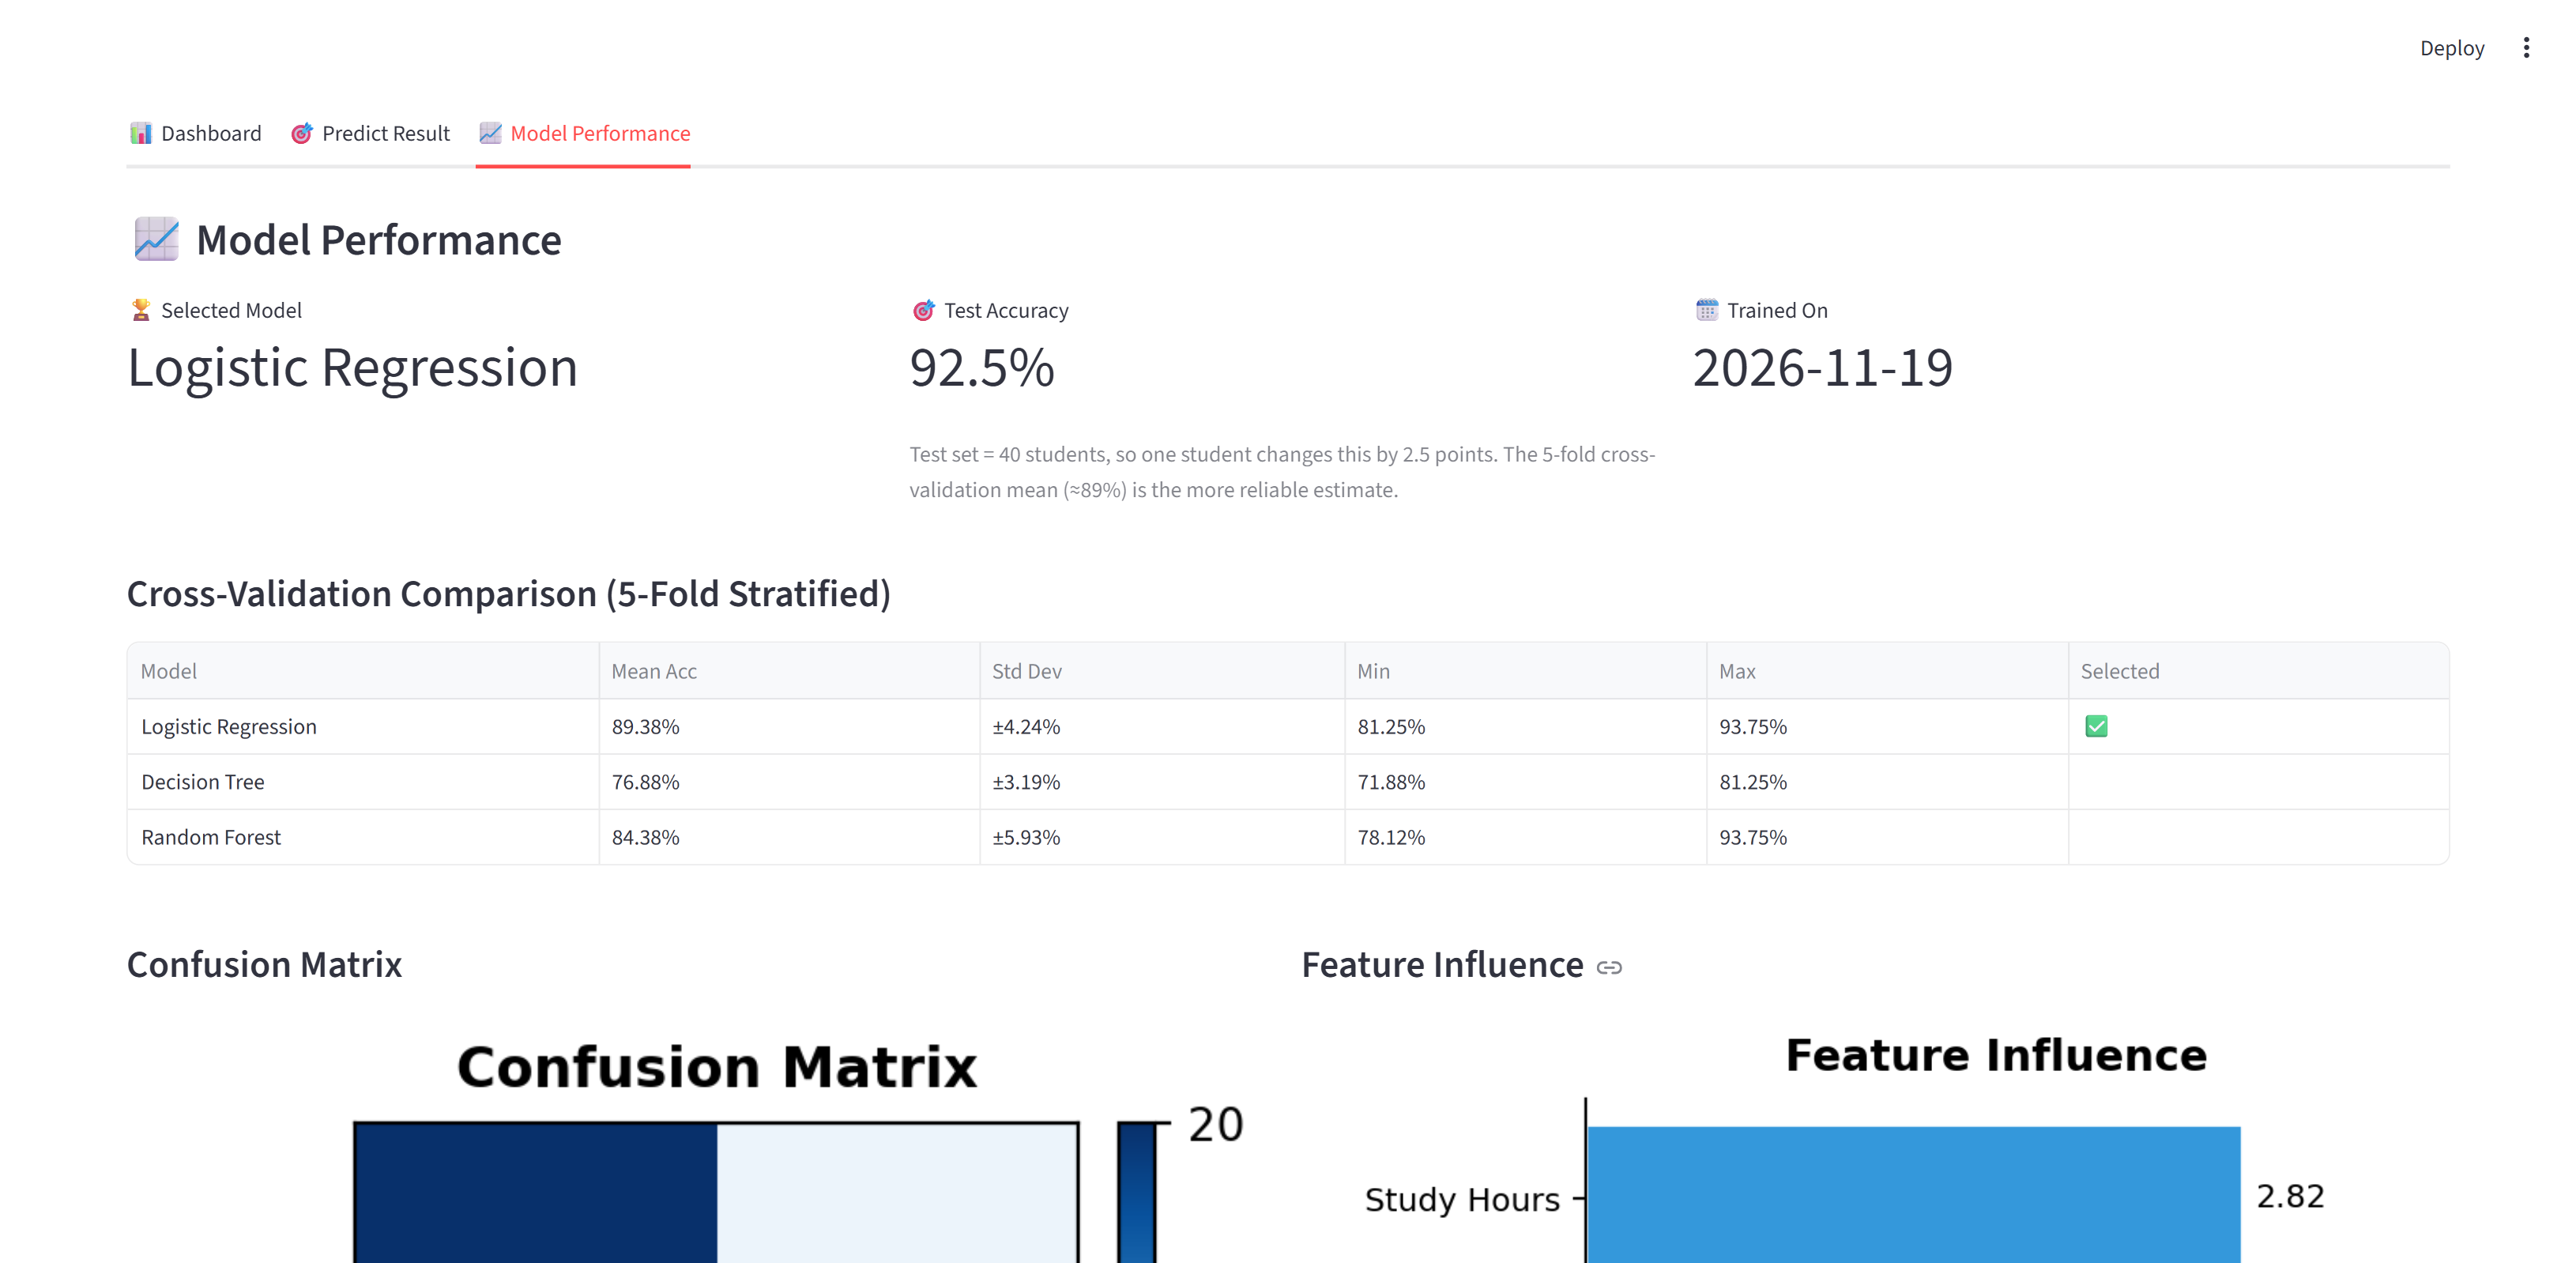 Deploy
Dashboard Predict Result Model Performance
Model Performance
Selected Model
Logistic Regression
Test Accuracy
92.5%
Test set = 40 students, so one student changes this by 2.5 points. The 5-fold cross-
validation mean (≈89%) is the more reliable estimate.
Trained On
2026-11-19
Cross-Validation Comparison (5-Fold Stratified)
Model Mean Acc Std Dev Min Max Selected
Logistic Regression 89.38% ±4.24% 81.25% 93.75%
Decision Tree 76.88% ±3.19% 71.88% 81.25%
Random Forest 84.38% ±5.93% 78.12% 93.75%
Confusion Matrix
Confusion Matrix
20
Feature Influence
Feature Influence
Study Hours 2.82